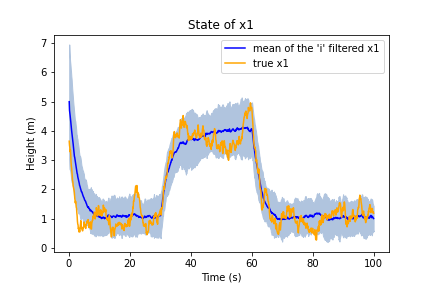 State of x1
mean of the 'i' filtered x1
true x1
Height (m)
7
6
5
4
3
2
1
0
0 20 40 60 80 100
Time (s)